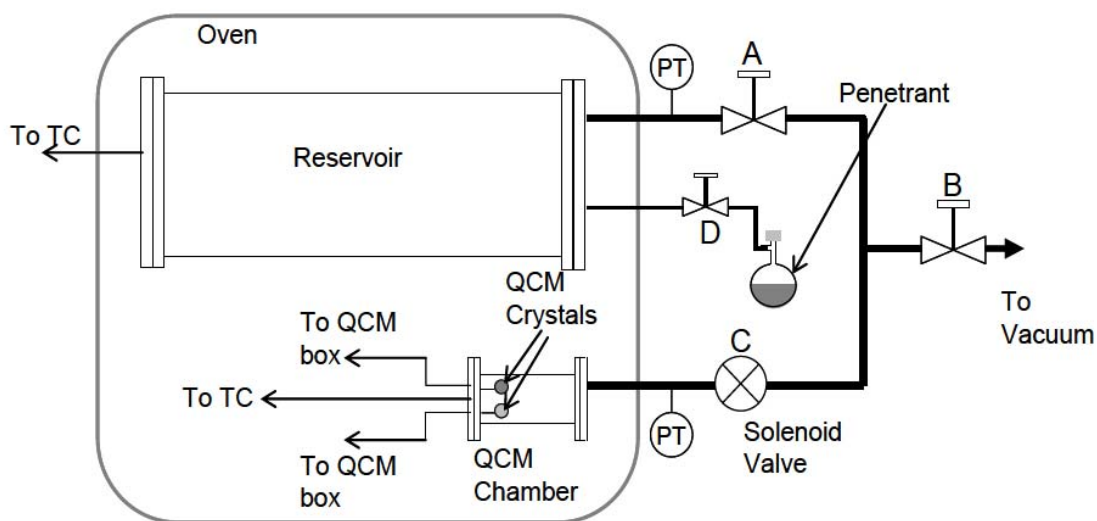 Oven
PT
A
Penetrant
To TC
Reservoir
B
D
QCM
Crystals
To QCM
box
To
Vacuum
C
To TC
PT
Solenoid
Valve
To QCM
box
QCM
Chamber